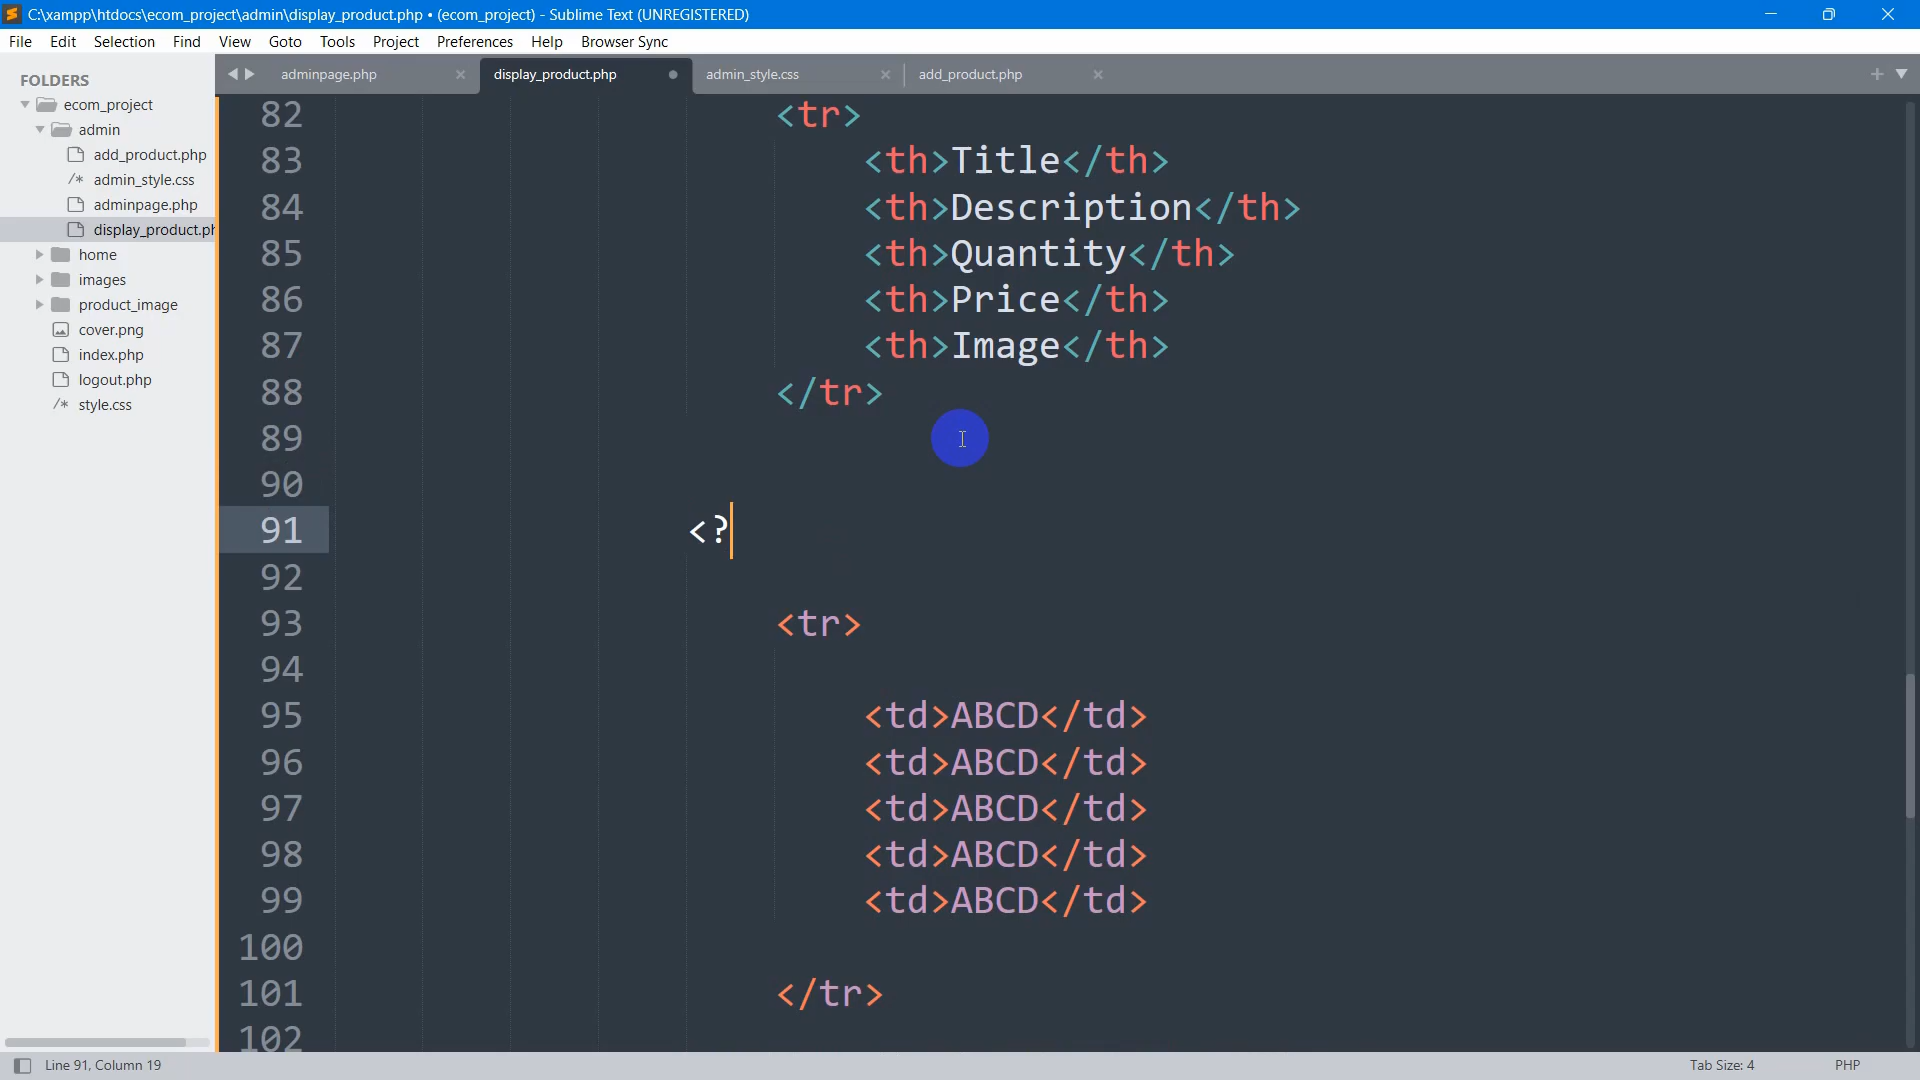 C:\xampp\htdocs\ecom_project\admin\display_product.php • (ecom_project) - Sublime Text (UNREGISTERED)
File Edit Selection Find View Goto Tools Project Preferences Help Browser Sync
FOLDERS
ecom_project
admin
add_product.php
/* admin_style.css
adminpage.php
display_product.ph
home
images
product_image
cover.png
index.php
logout.php
/* style.css
adminpage.php display_product.php admin_style.css add_product.php
82 <tr>
83 <th>Title</th>
84 <th>Description</th>
85 <th>Quantity</th>
86 <th>Price</th>
87 <th>Image</th>
88 </tr>
89
90
91 <?
92
93 <tr>
94
95 <td>ABCD</td>
96 <td>ABCD</td>
97 <td>ABCD</td>
98 <td>ABCD</td>
99 <td>ABCD</td>
100
101 </tr>
102
Line 91, Column 19 Tab Size: 4 PHP